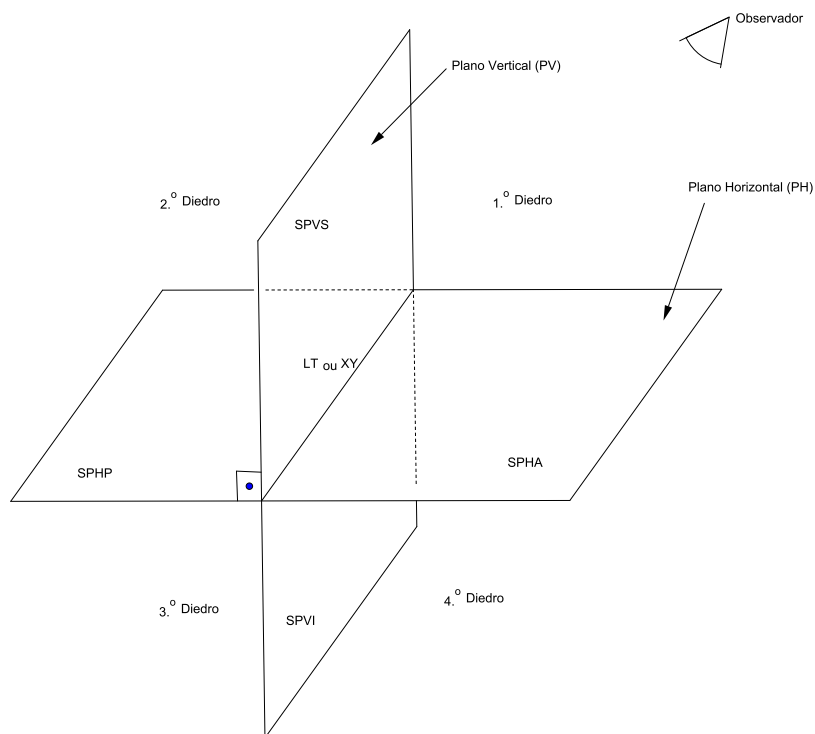 Observador
Plano Vertical (PV)
Plano Horizontal (PH)
2.º Diedro
1.º Diedro
SPVS
LT ou XY
SPHP
SPHA
3.º Diedro
4.º Diedro
SPVI